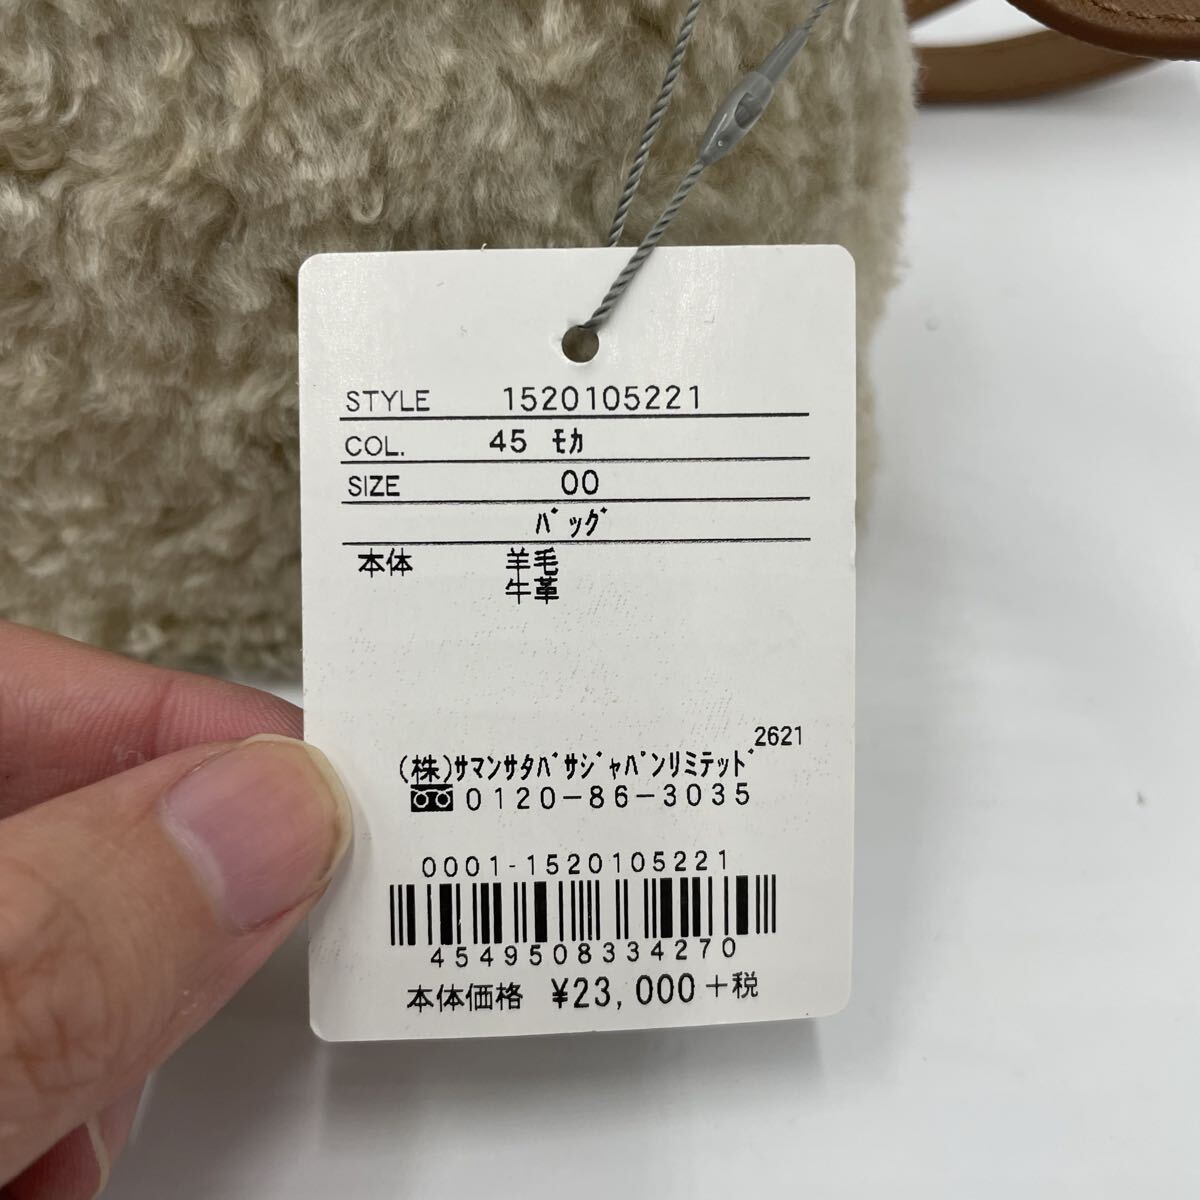 STYLE 1520105221
COL. 45 ﾓｶ
SIZE 00
ﾊﾞｯｸﾞ
本体 羊毛
牛革
2621
(株)ｻﾏﾝｻﾀﾊﾞｻｼﾞｬﾊﾟﾝﾘﾐﾃｯﾄﾞ
0120-86-3035
0001-1520105221
4549508334270
本体価格 ¥23,000+税